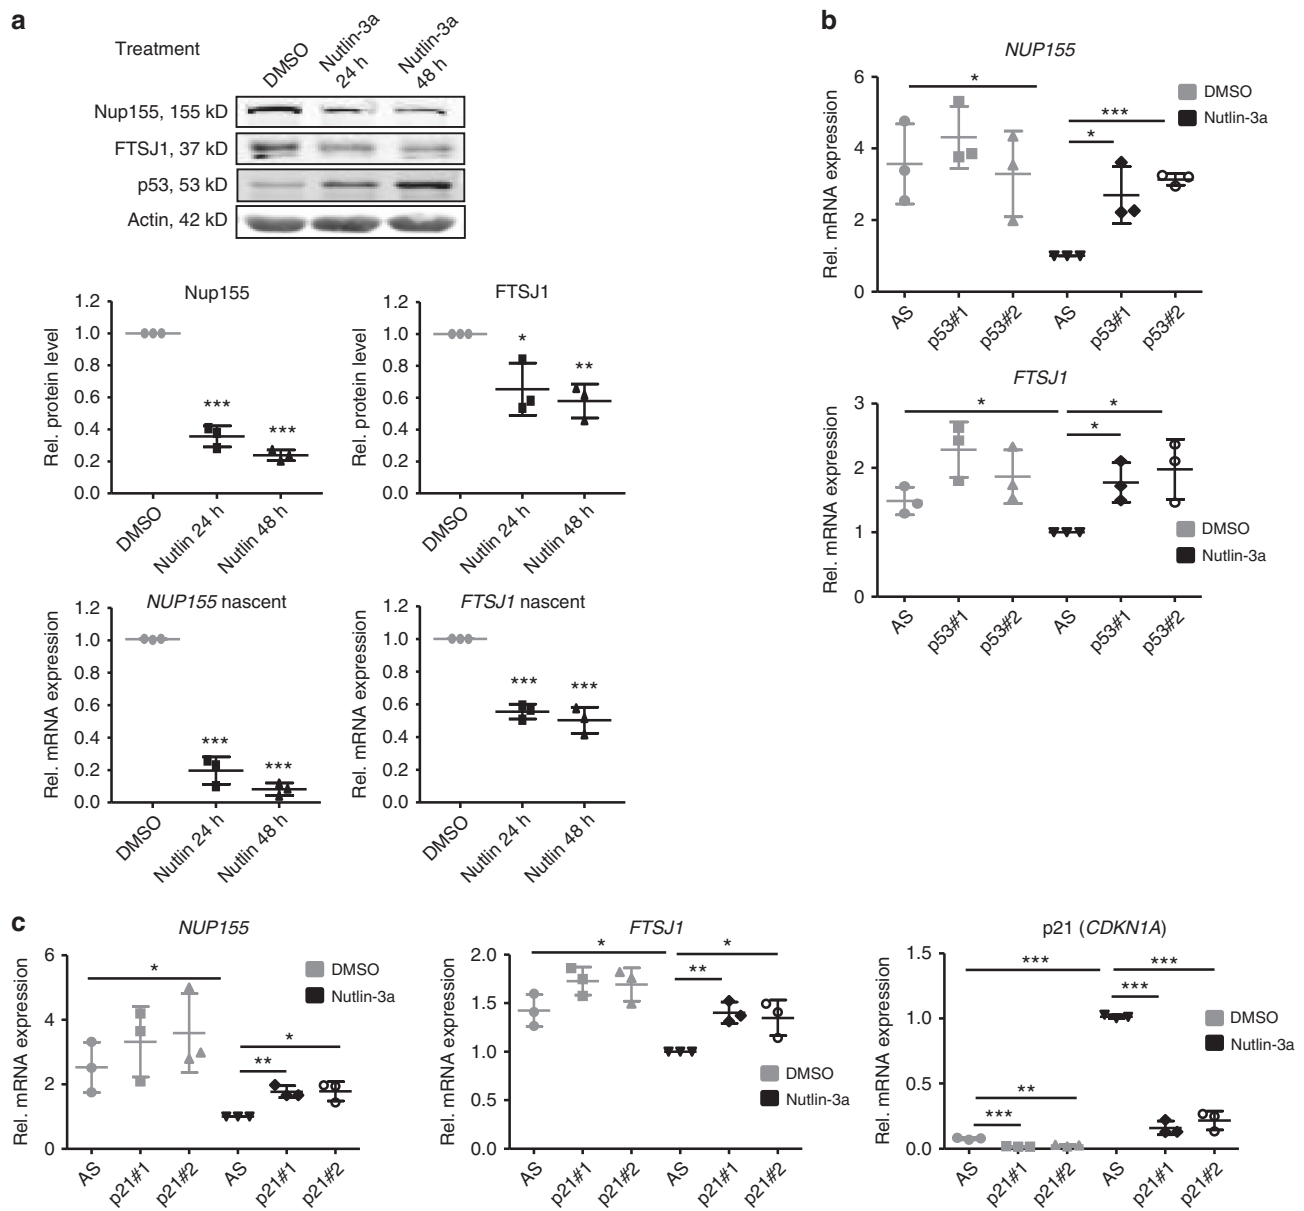 a
Treatment
DMSO
Nutlin-3a
24 h
Nutlin-3a
48 h
Nup155, 155 kD
FTSJ1, 37 kD
p53, 53 kD
Actin, 42 kD
Nup155
Rel. protein level
1.2
1.0
0.8
0.6
0.4
0.2
0.0
***
***
DMSO
Nutlin 24 h
Nutlin 48 h
FTSJ1
Rel. protein level
1.2
1.0
0.8
0.6
0.4
0.2
0.0
*
**
DMSO
Nutlin 24 h
Nutlin 48 h
NUP155 nascent
Rel. mRNA expression
1.2
1.0
0.8
0.6
0.4
0.2
0.0
***
***
DMSO
Nutlin 24 h
Nutlin 48 h
FTSJ1 nascent
Rel. mRNA expression
1.2
1.0
0.8
0.6
0.4
0.2
0.0
***
***
DMSO
Nutlin 24 h
Nutlin 48 h
b
NUP155
Rel. mRNA expression
6
4
2
0
*
***
*
DMSO
Nutlin-3a
AS
p53#1
p53#2
AS
p53#1
p53#2
FTSJ1
Rel. mRNA expression
3
2
1
0
*
*
*
DMSO
Nutlin-3a
AS
p53#1
p53#2
AS
p53#1
p53#2
c
NUP155
Rel. mRNA expression
6
4
2
0
*
*
**
DMSO
Nutlin-3a
AS
p21#1
p21#2
AS
p21#1
p21#2
FTSJ1
Rel. mRNA expression
2.0
1.5
1.0
0.5
0.0
*
*
**
DMSO
Nutlin-3a
AS
p21#1
p21#2
AS
p21#1
p21#2
p21 (CDKN1A)
Rel. mRNA expression
1.5
1.0
0.5
0.0
***
***
***
**
***
DMSO
Nutlin-3a
AS
p21#1
p21#2
AS
p21#1
p21#2